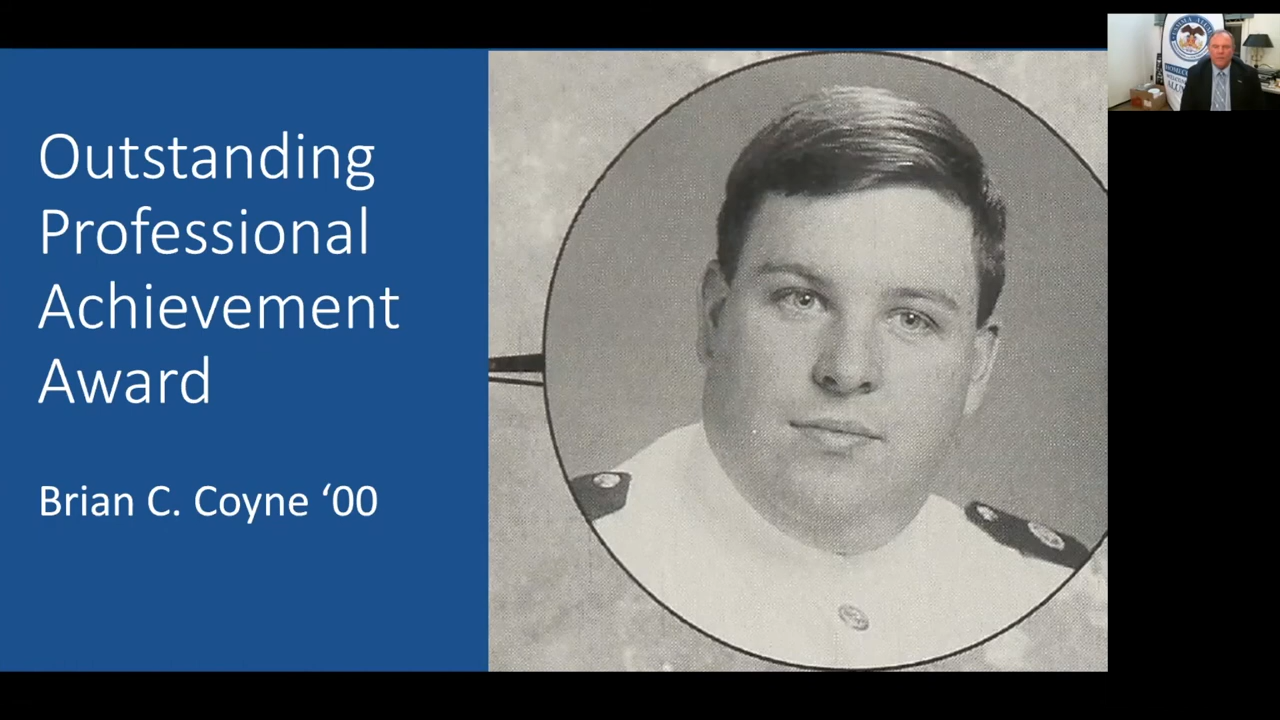 Outstanding
Professional
Achievement
Award
Brian C. Coyne ‘00